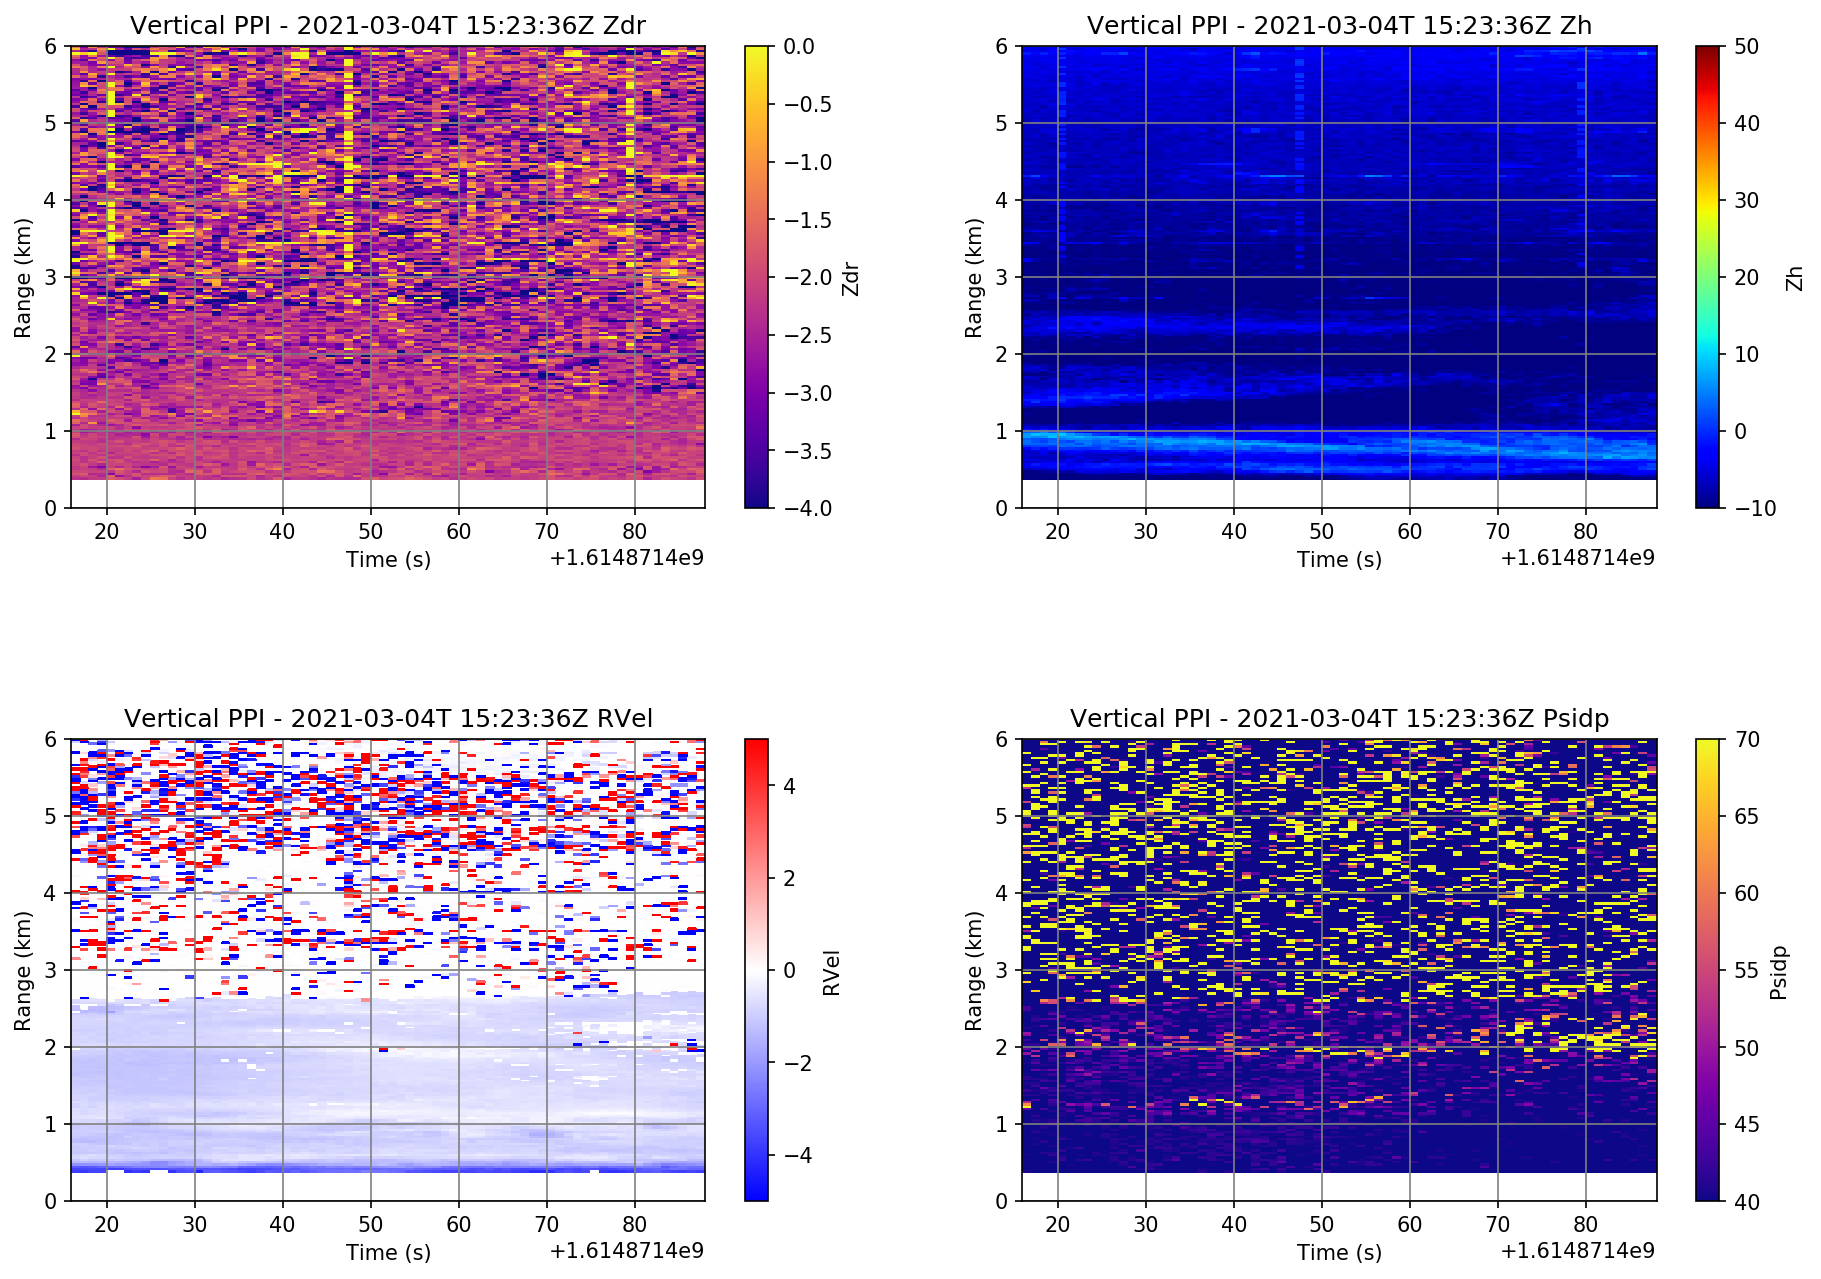 Vertical PPI - 2021-03-04T 15:23:36Z Zdr
6
5
4
3
2
1
0
Range (km)
20 30 40 50 60 70 80
Time (s)
+1.6148714e9
0.0
−0.5
−1.0
−1.5
−2.0
−2.5
−3.0
−3.5
−4.0
Zdr
Vertical PPI - 2021-03-04T 15:23:36Z Zh
6
5
4
3
2
1
0
Range (km)
20 30 40 50 60 70 80
Time (s)
+1.6148714e9
50
40
30
20
10
0
−10
Zh
Vertical PPI - 2021-03-04T 15:23:36Z RVel
6
5
4
3
2
1
0
Range (km)
20 30 40 50 60 70 80
Time (s)
+1.6148714e9
4
2
0
−2
−4
RVel
Vertical PPI - 2021-03-04T 15:23:36Z Psidp
6
5
4
3
2
1
0
Range (km)
20 30 40 50 60 70 80
Time (s)
+1.6148714e9
70
65
60
55
50
45
40
Psidp